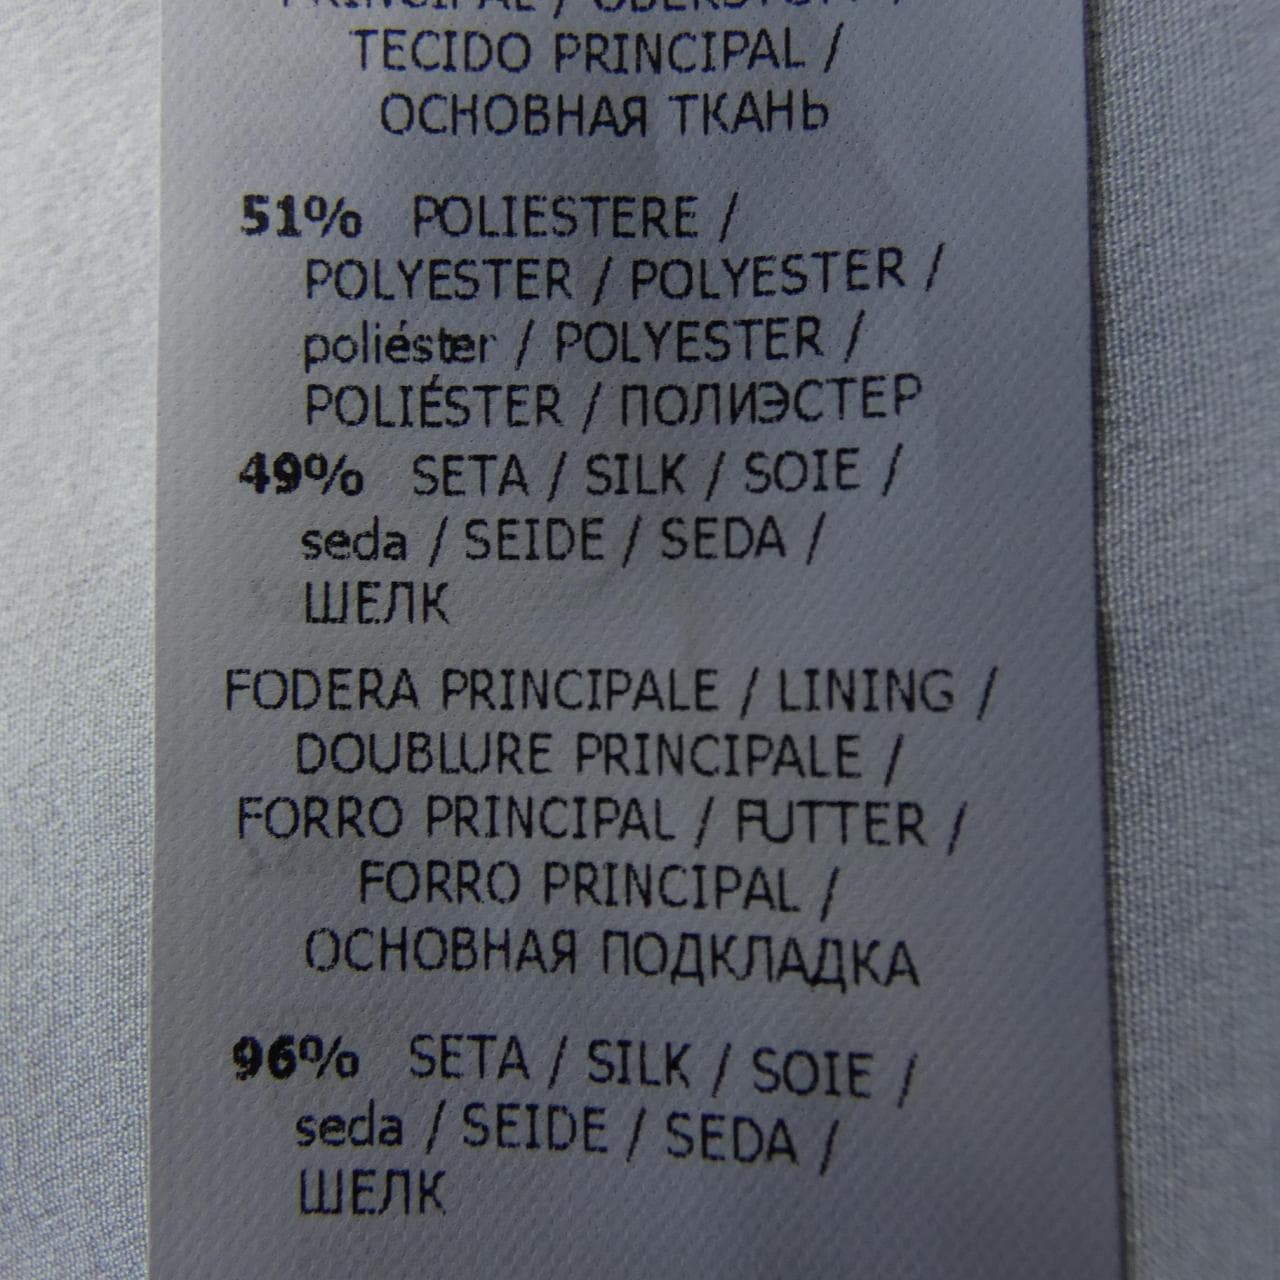 PRINCIPAL / OBERSTOFF /
TECIDO PRINCIPAL /
ОСНОВНАЯ ТКАНЬ
51% POLIESTERE /
POLYESTER / POLYESTER /
poliéster / POLYESTER /
POLIÉSTER / ПОЛИЭСТЕР
49% SETA / SILK / SOIE /
seda / SEIDE / SEDA /
ШЕЛК
FODERA PRINCIPALE / LINING /
DOUBLURE PRINCIPALE /
FORRO PRINCIPAL / FUTTER /
FORRO PRINCIPAL /
ОСНОВНАЯ ПОДКЛАДКА
96% SETA / SILK / SOIE /
seda / SEIDE / SEDA /
ШЕЛК